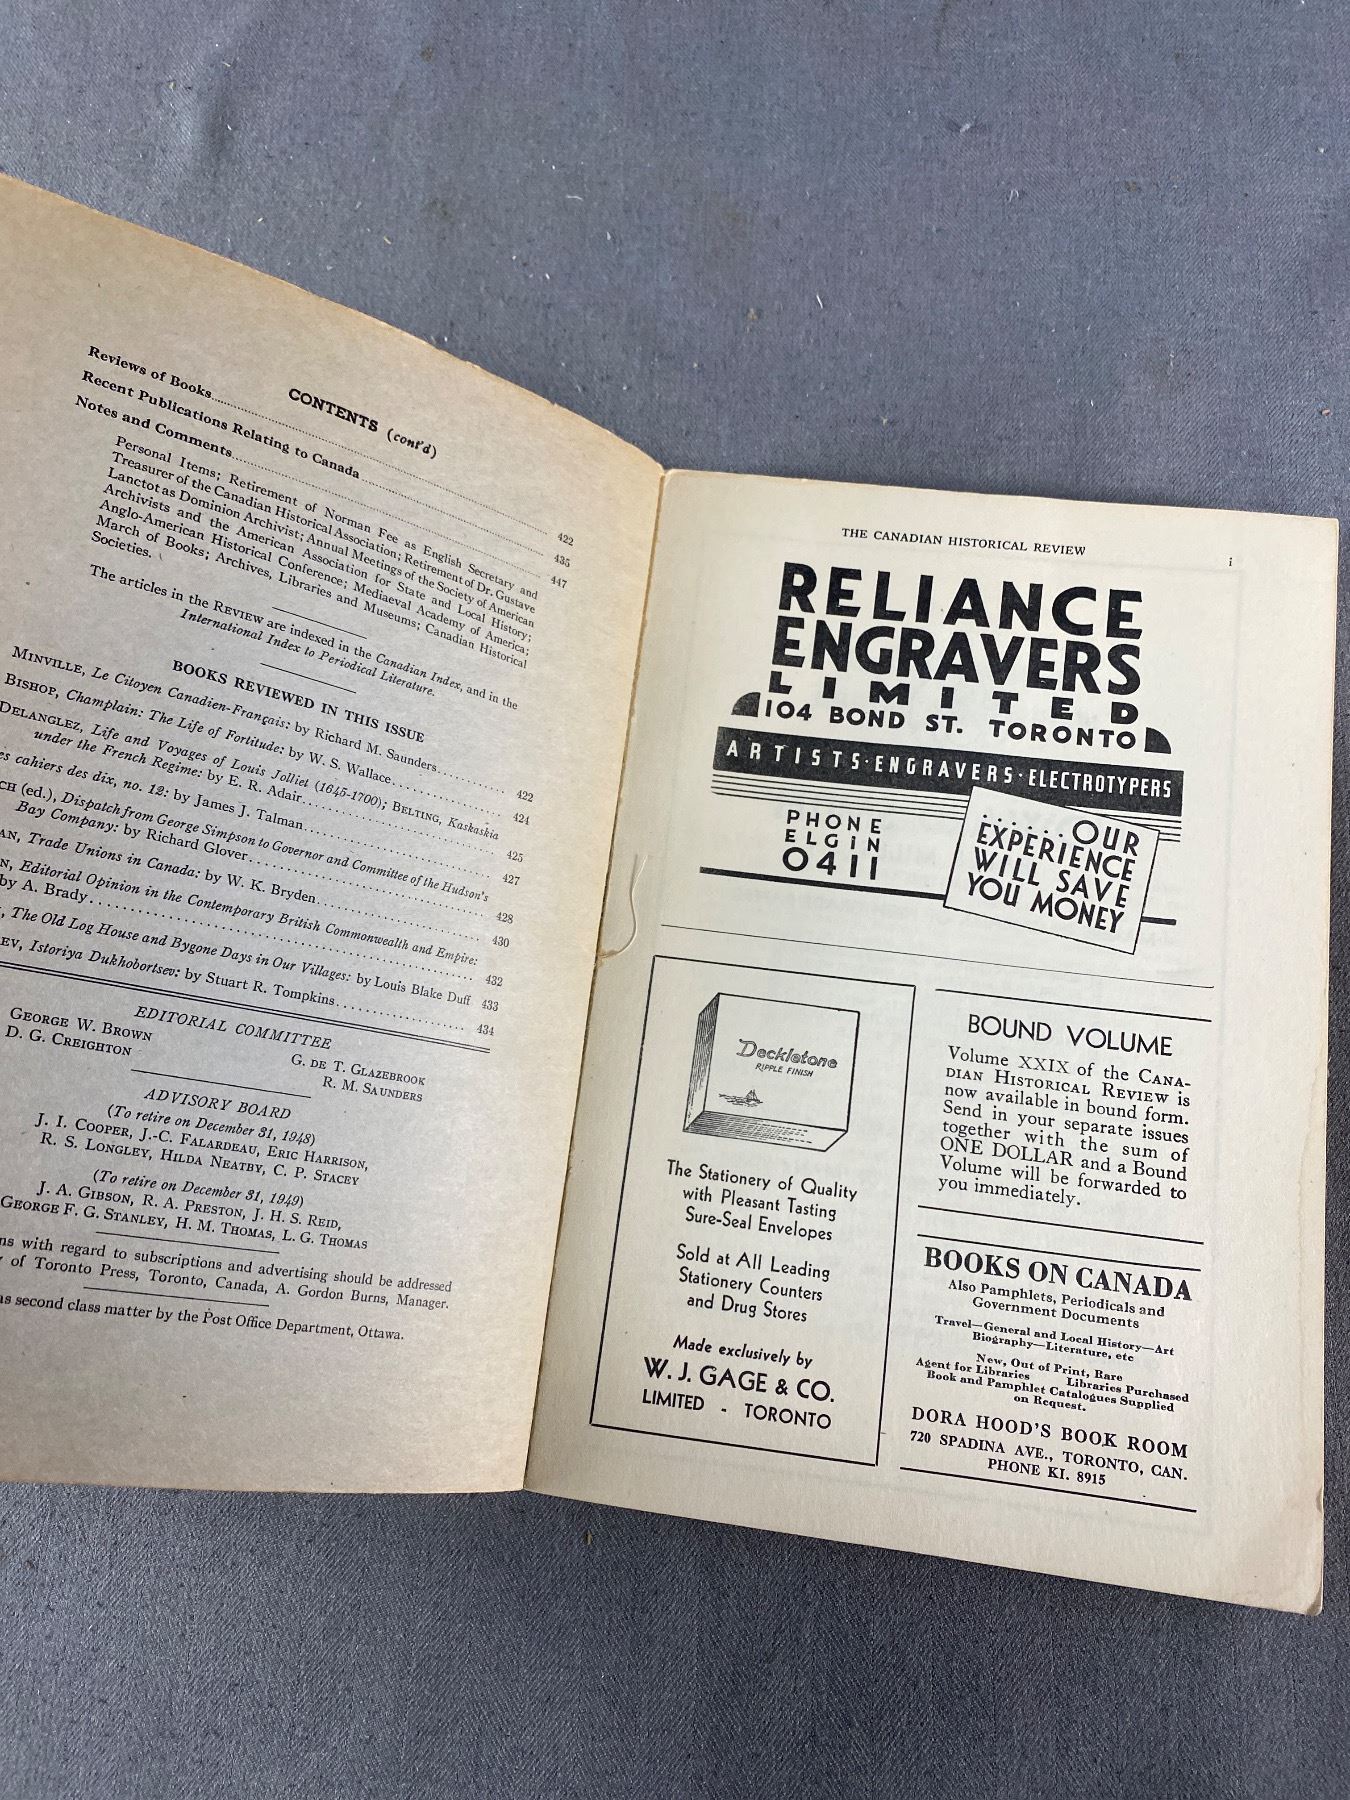 CONTENTS (cont'd)
Reviews of Books 422
Recent Publications Relating to Canada 435
Notes and Comments 447
Personal Items; Retirement of Norman Fee as English Secretary and
Treasurer of the Canadian Historical Association; Retirement of Dr. Gustave
Lanctot as Dominion Archivist; Annual Meetings of the Society of American
Archivists and the American Association for State and Local History;
Anglo-American Historical Conference; Mediaeval Academy of America;
March of Books; Archives, Libraries and Museums; Canadian Historical
Societies.
The articles in the REVIEW are indexed in the Canadian Index, and in the
International Index to Periodical Literature.
BOOKS REVIEWED IN THIS ISSUE
MINVILLE, Le Citoyen Canadien-Français: by Richard M. Saunders 422
BISHOP, Champlain: The Life of Fortitude: by W. S. Wallace 424
DELANGLEZ, Life and Voyages of Louis Jolliet (1645-1700); BELTING, Kaskaskia
under the French Regime: by E. R. Adair 425
cahiers des dix, no. 12: by James J. Talman 427
(ed.), Dispatch from George Simpson to Governor and Committee of the Hudson's
Bay Company: by Richard Glover 428
Trade Unions in Canada: by W. K. Bryden 430
Editorial Opinion in the Contemporary British Commonwealth and Empire:
by A. Brady 432
The Old Log House and Bygone Days in Our Villages: by Louis Blake Duff 433
Istoriya Dukhobortsev: by Stuart R. Tompkins 434
EDITORIAL COMMITTEE
GEORGE W. BROWN G. DE T. GLAZEBROOK
D. G. CREIGHTON R. M. SAUNDERS
ADVISORY BOARD
(To retire on December 31, 1948)
J. I. COOPER, J.-C. FALARDEAU, ERIC HARRISON,
R. S. LONGLEY, HILDA NEATBY, C. P. STACEY
(To retire on December 31, 1949)
J. A. GIBSON, R. A. PRESTON, J. H. S. REID,
GEORGE F. G. STANLEY, H. M. THOMAS, L. G. THOMAS
with regard to subscriptions and advertising should be addressed
of Toronto Press, Toronto, Canada, A. Gordon Burns, Manager.
as second class matter by the Post Office Department, Ottawa.
THE CANADIAN HISTORICAL REVIEW i
RELIANCE
ENGRAVERS
LIMITED
104 BOND ST. TORONTO
ARTISTS·ENGRAVERS·ELECTROTYPERS
PHONE
ELGIN
0411
.......OUR
EXPERIENCE
WILL SAVE
YOU MONEY
Deckletone
RIPPLE FINISH
The Stationery of Quality
with Pleasant Tasting
Sure-Seal Envelopes
Sold at All Leading
Stationery Counters
and Drug Stores
Made exclusively by
W. J. GAGE & CO.
LIMITED - TORONTO
BOUND VOLUME
Volume XXIX of the CANA-
DIAN HISTORICAL REVIEW is
now available in bound form.
Send in your separate issues
together with the sum of
ONE DOLLAR and a Bound
Volume will be forwarded to
you immediately.
BOOKS ON CANADA
Also Pamphlets, Periodicals and
Government Documents
Travel—General and Local History—Art
Biography—Literature, etc
New, Out of Print, Rare
Agent for Libraries Libraries Purchased
Book and Pamphlet Catalogues Supplied
on Request.
DORA HOOD'S BOOK ROOM
720 SPADINA AVE., TORONTO, CAN.
PHONE KI. 8915